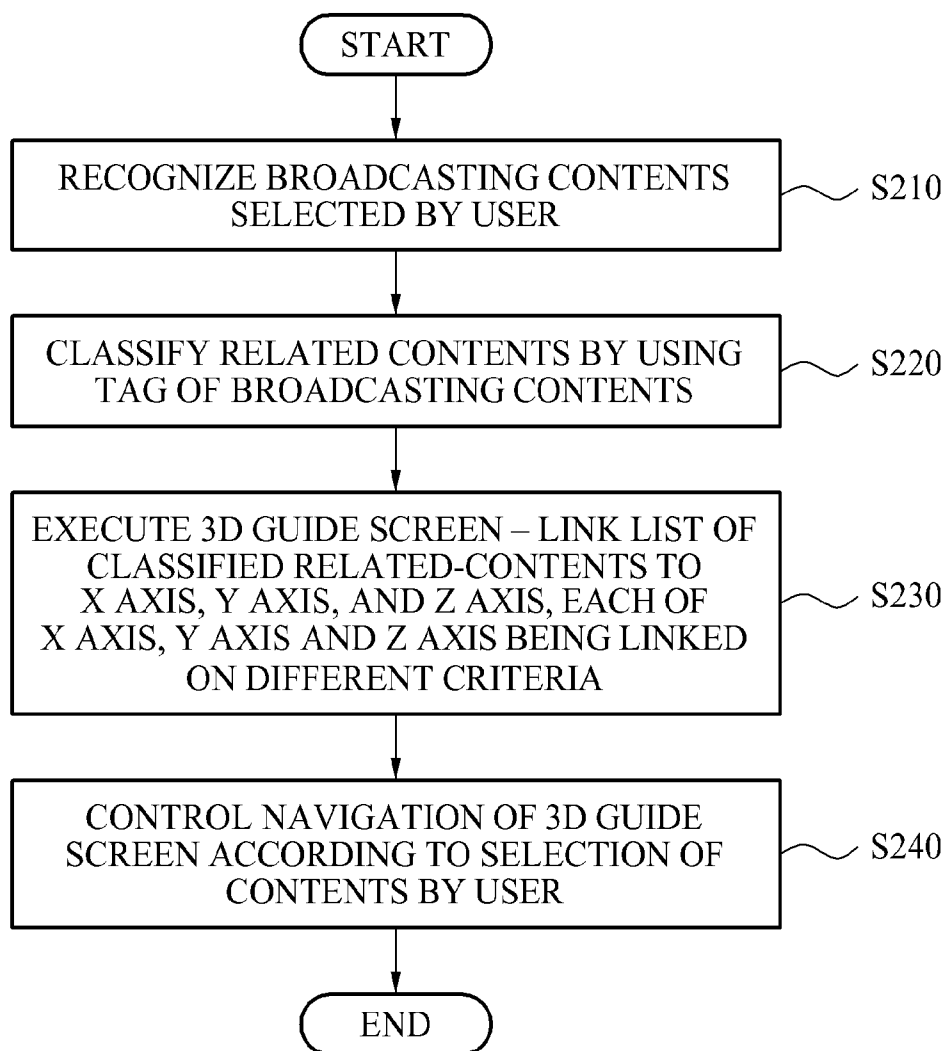 START
RECOGNIZE BROADCASTING CONTENTS
SELECTED BY USER
S210
CLASSIFY RELATED CONTENTS BY USING
TAG OF BROADCASTING CONTENTS
S220
EXECUTE 3D GUIDE SCREEN – LINK LIST OF
CLASSIFIED RELATED-CONTENTS TO
X AXIS, Y AXIS, AND Z AXIS, EACH OF
X AXIS, Y AXIS AND Z AXIS BEING LINKED
ON DIFFERENT CRITERIA
S230
CONTROL NAVIGATION OF 3D GUIDE
SCREEN ACCORDING TO SELECTION OF
CONTENTS BY USER
S240
END